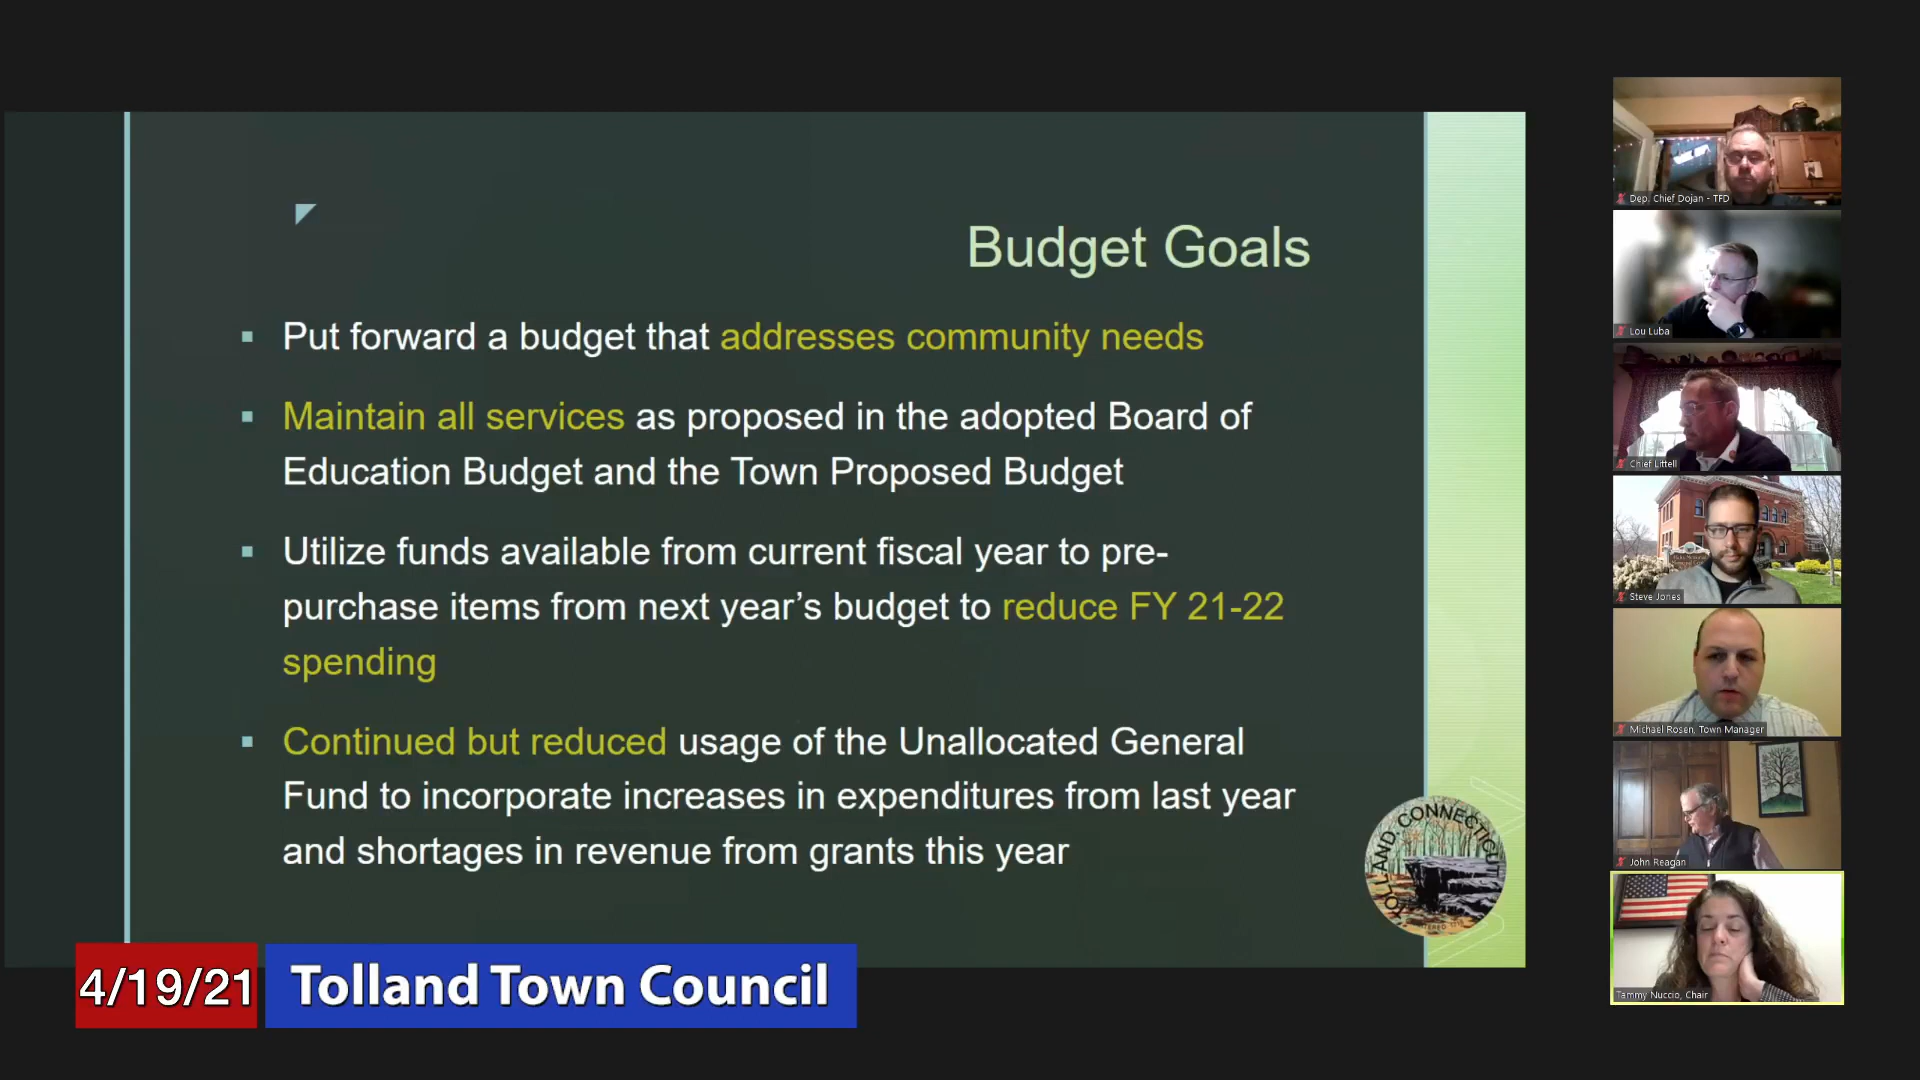 Budget Goals
Put forward a budget that addresses community needs
Maintain all services as proposed in the adopted Board of
Education Budget and the Town Proposed Budget
Utilize funds available from current fiscal year to pre-
purchase items from next year’s budget to reduce FY 21-22
spending
Continued but reduced usage of the Unallocated General
Fund to incorporate increases in expenditures from last year
and shortages in revenue from grants this year
TOLLAND, CONNECTICUT
4/19/21
Tolland Town Council
Dep. Chief Dojan - TFD
Lou Luba
Chief Littell
Steve Jones
Michael Rosen, Town Manager
John Reagan
Tammy Nuccio, Chair